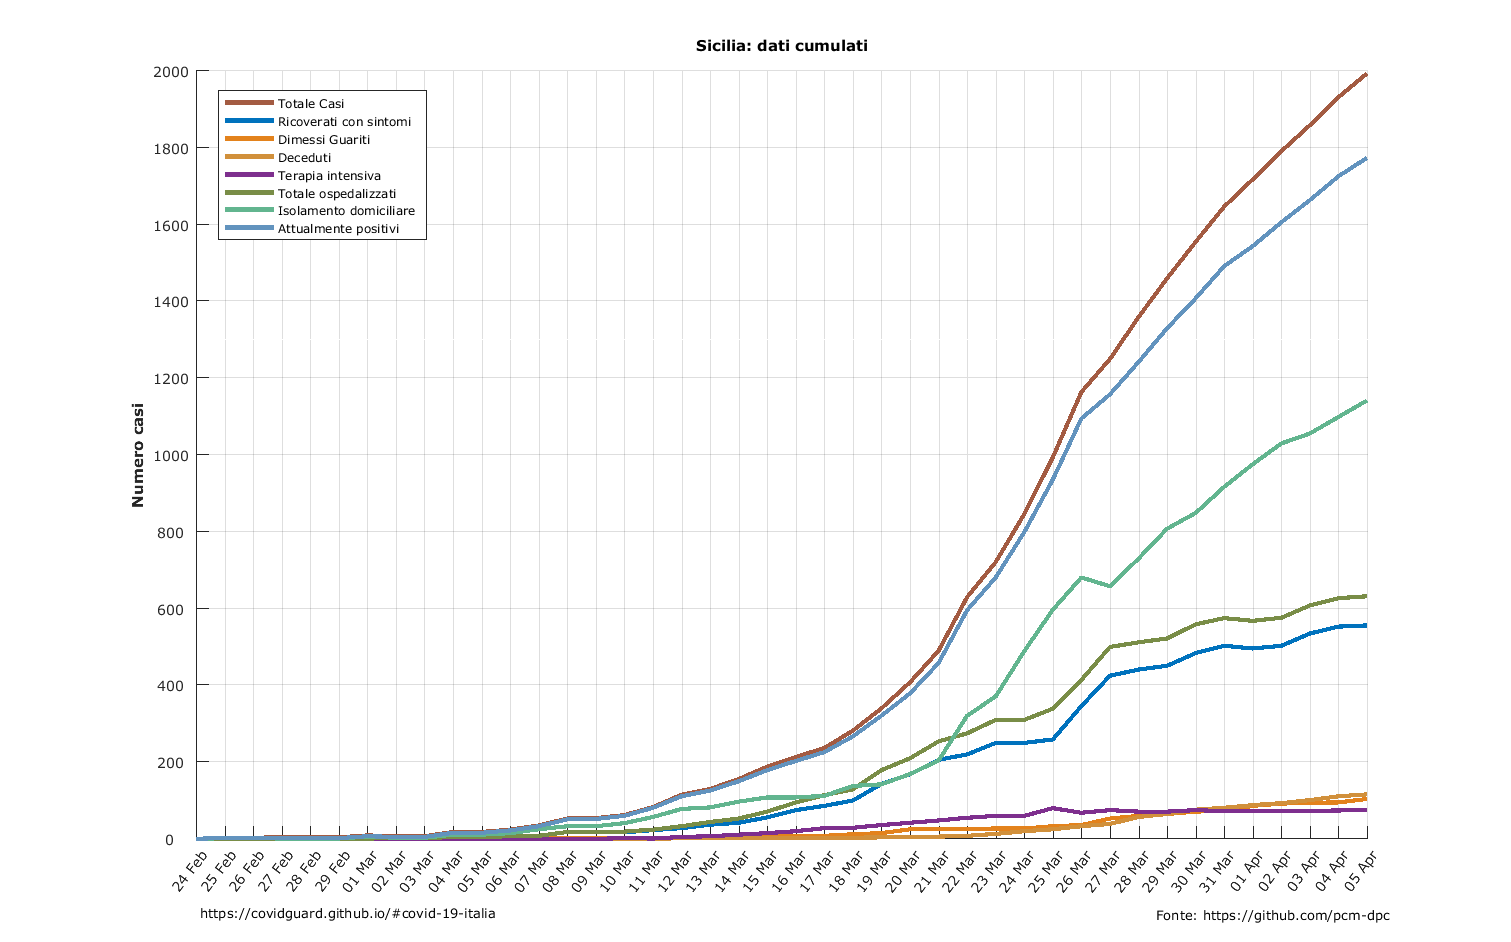 Sicilia: dati cumulati
Numero casi
2000
1800
1600
1400
1200
1000
800
600
400
200
0
Totale Casi
Ricoverati con sintomi
Dimessi Guariti
Deceduti
Terapia intensiva
Totale ospedalizzati
Isolamento domiciliare
Attualmente positivi
24 Feb
25 Feb
26 Feb
27 Feb
28 Feb
29 Feb
01 Mar
02 Mar
03 Mar
04 Mar
05 Mar
06 Mar
07 Mar
08 Mar
09 Mar
10 Mar
11 Mar
12 Mar
13 Mar
14 Mar
15 Mar
16 Mar
17 Mar
18 Mar
19 Mar
20 Mar
21 Mar
22 Mar
23 Mar
24 Mar
25 Mar
26 Mar
27 Mar
28 Mar
29 Mar
30 Mar
31 Mar
01 Apr
02 Apr
03 Apr
04 Apr
05 Apr
https://covidguard.github.io/#covid-19-italia
Fonte: https://github.com/pcm-dpc